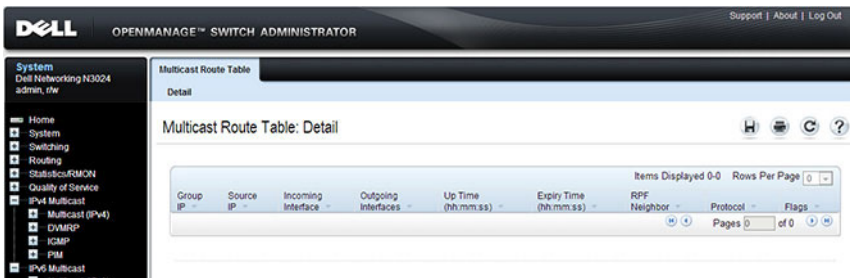 Support | About | Log Out
DELL OPENMANAGE™ SWITCH ADMINISTRATOR
System
Dell Networking N3024
admin, r/w
Home
System
Switching
Routing
Statistics/RMON
Quality of Service
IPv4 Multicast
Multicast (IPv4)
DVMRP
IGMP
PIM
IPv6 Multicast
Multicast Route Table
Detail
Multicast Route Table: Detail
Items Displayed 0-0 Rows Per Page 0
Group IP Source IP Incoming Interface Outgoing Interfaces Up Time (hh:mm:ss) Expiry Time (hh:mm:ss) RPF Neighbor Protocol Flags
Pages 0 of 0